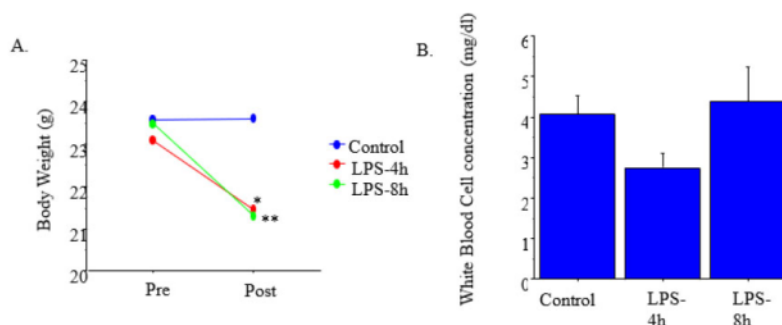 A.
Body Weight (g)
25
24
23
22
21
20
Pre
Post
*
**
Control
LPS-4h
LPS-8h
B.
White Blood Cell concentration (mg/dl)
6
5
4
3
2
1
0
Control
LPS-
4h
LPS-
8h